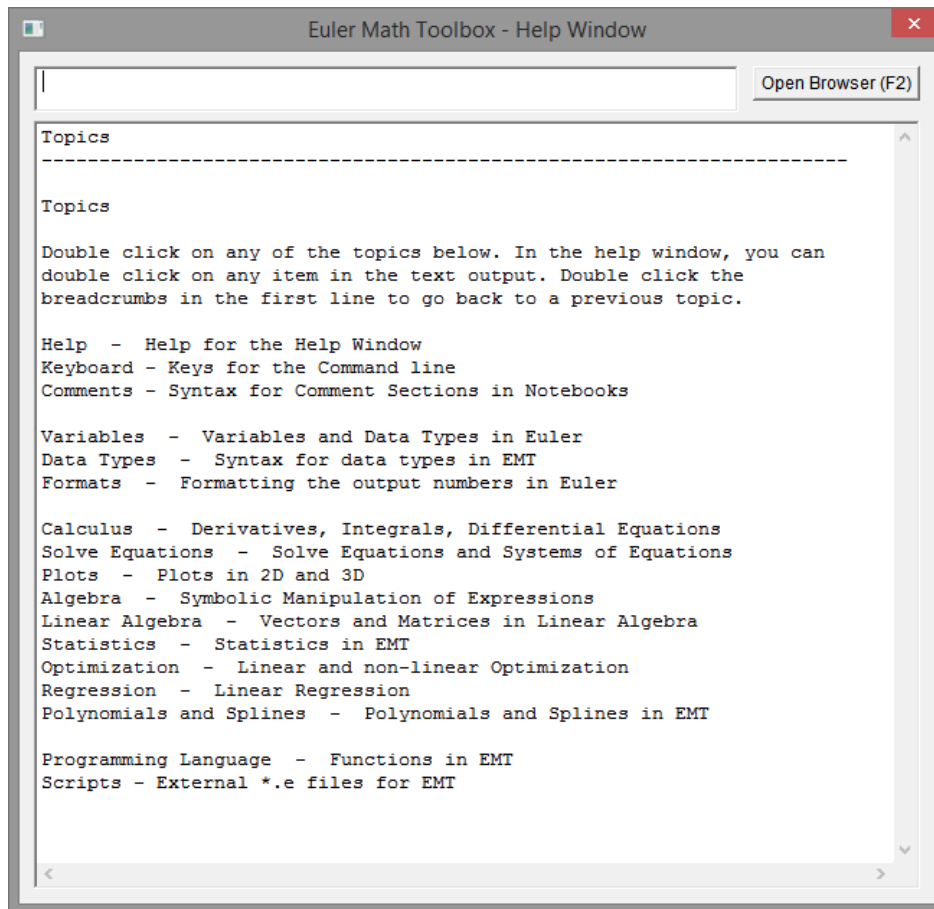 Euler Math Toolbox - Help Window
Open Browser (F2)
Topics
----------------------------------------------------------------------
Topics
Double click on any of the topics below. In the help window, you can
double click on any item in the text output. Double click the
breadcrumbs in the first line to go back to a previous topic.
Help  -  Help for the Help Window
Keyboard - Keys for the Command line
Comments - Syntax for Comment Sections in Notebooks
Variables  -  Variables and Data Types in Euler
Data Types  -  Syntax for data types in EMT
Formats  -  Formatting the output numbers in Euler
Calculus  -  Derivatives, Integrals, Differential Equations
Solve Equations  -  Solve Equations and Systems of Equations
Plots  -  Plots in 2D and 3D
Algebra  -  Symbolic Manipulation of Expressions
Linear Algebra  -  Vectors and Matrices in Linear Algebra
Statistics  -  Statistics in EMT
Optimization  -  Linear and non-linear Optimization
Regression  -  Linear Regression
Polynomials and Splines  -  Polynomials and Splines in EMT
Programming Language  -  Functions in EMT
Scripts - External *.e files for EMT